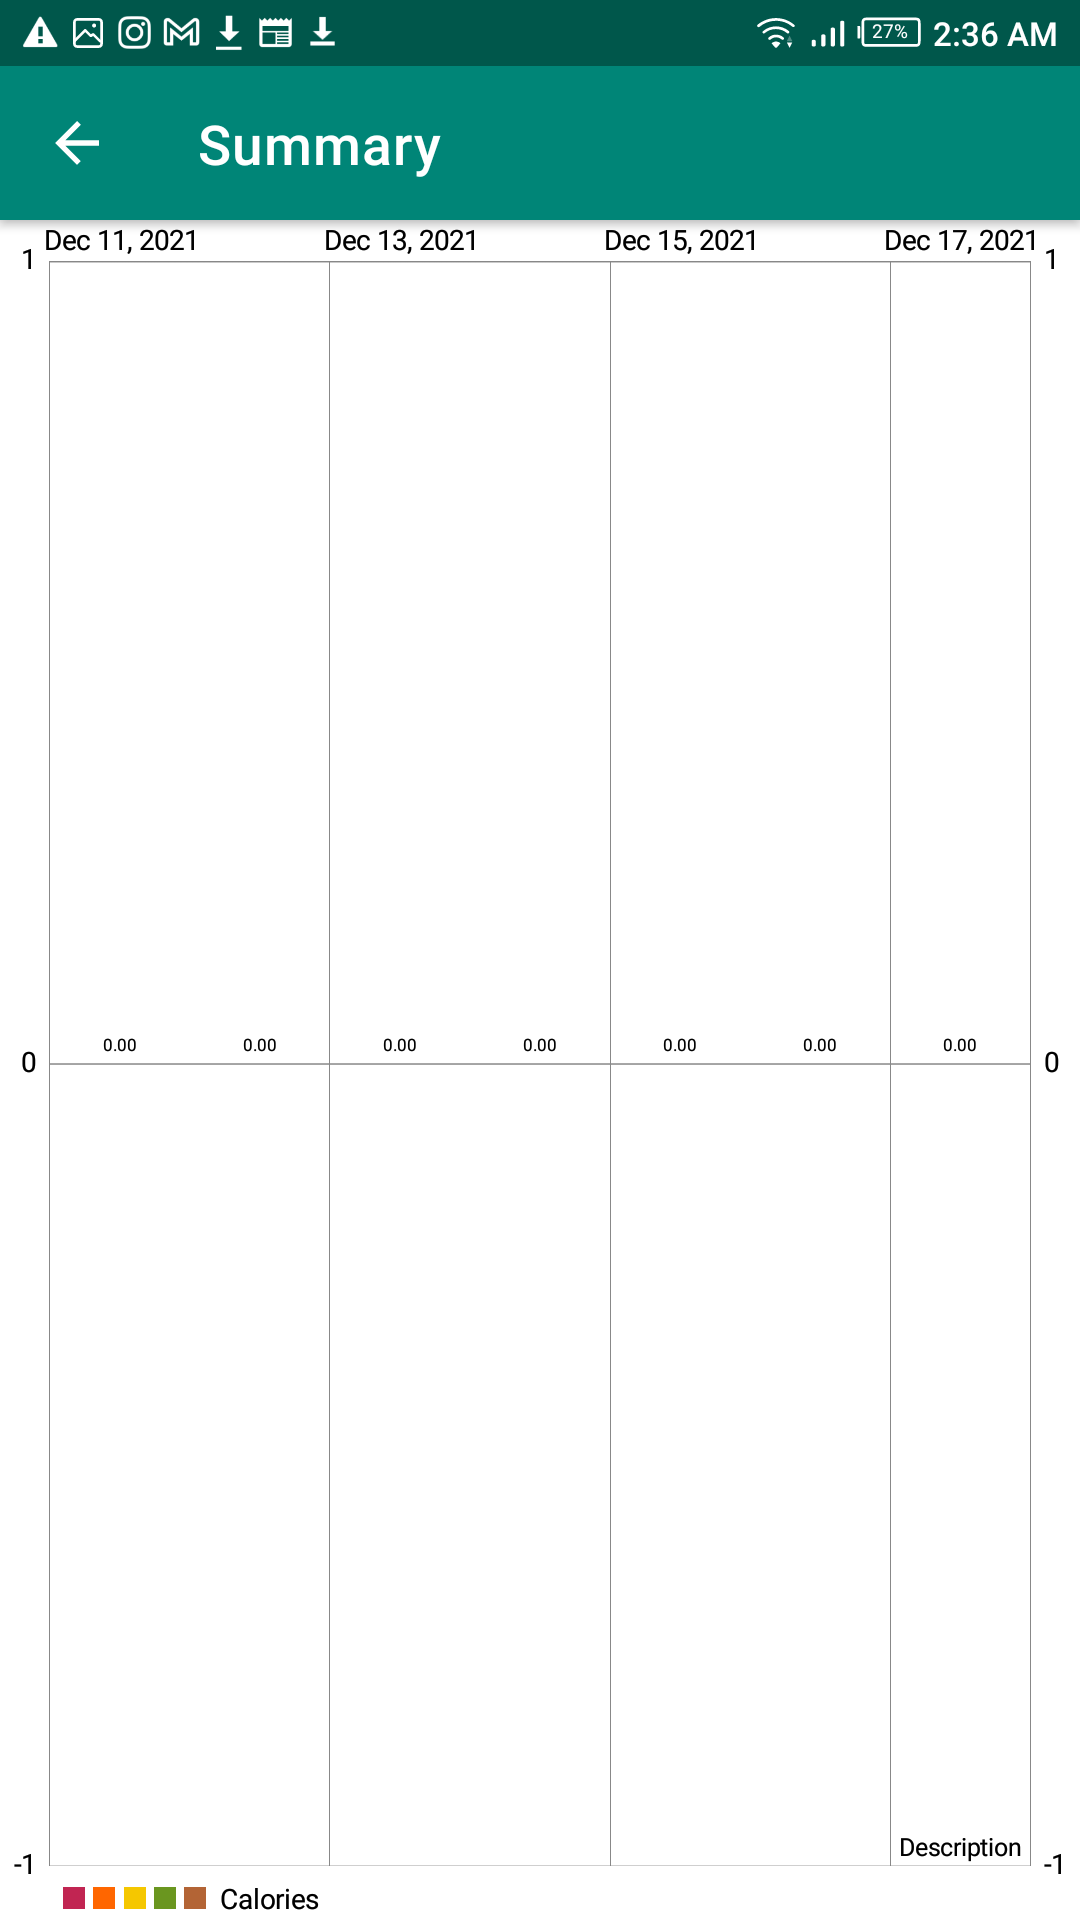 27% 2:36 AM
Summary
Dec 11, 2021 Dec 13, 2021 Dec 15, 2021 Dec 17, 2021
1 1
0.00 0.00 0.00 0.00 0.00 0.00 0.00
0 0
Description
-1 -1
Calories